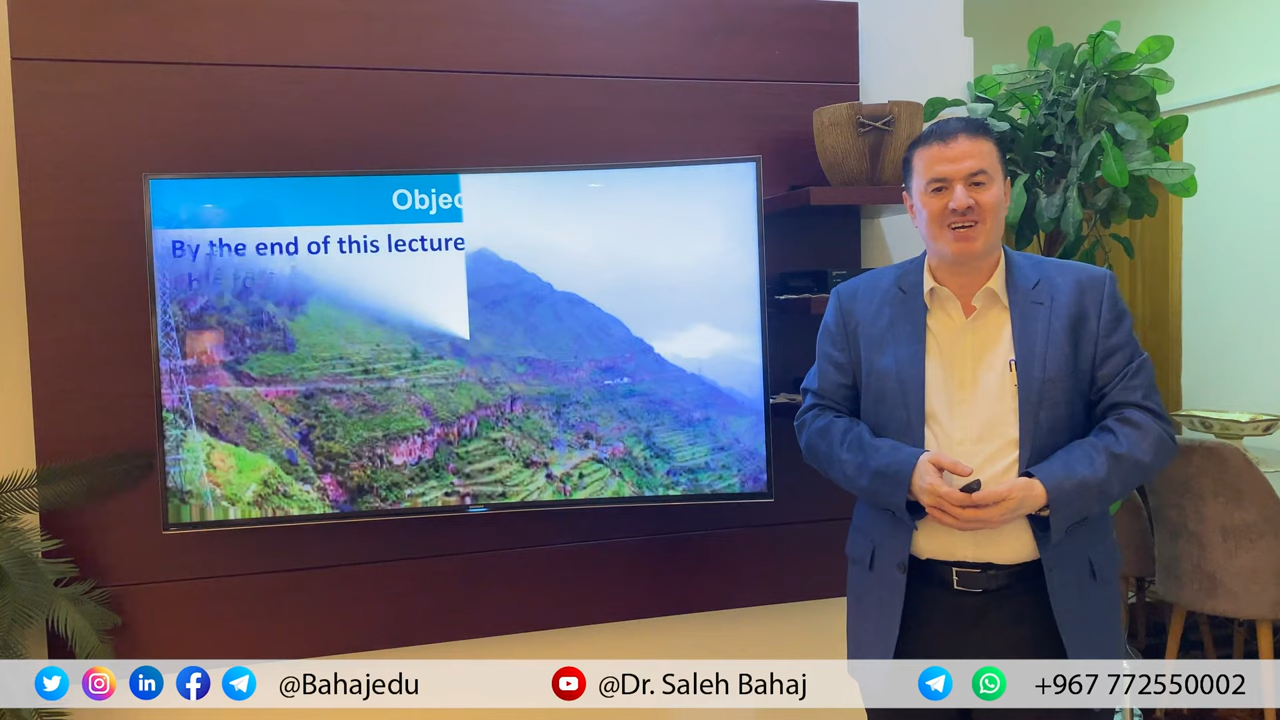 Objec
By the end of this lecture
@Bahajedu
@Dr. Saleh Bahaj
+967 772550002